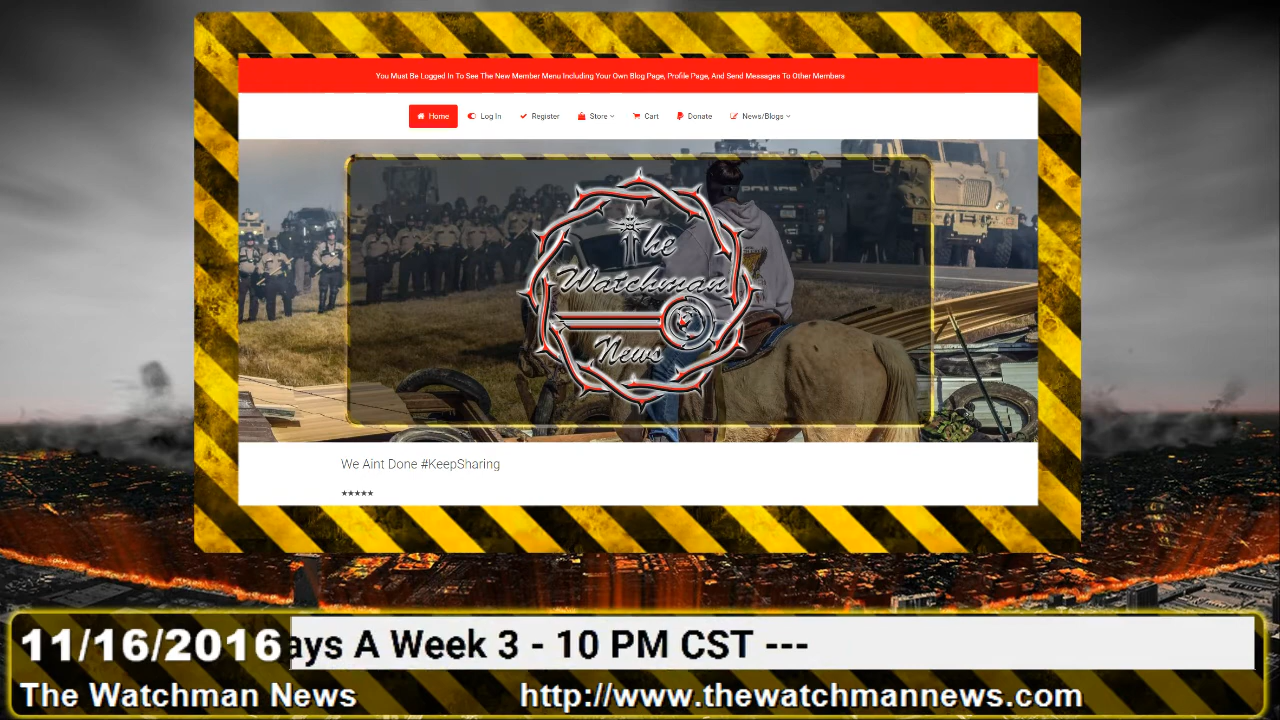 You Must Be Logged In To See The New Member Menu Including Your Own Blog Page, Profile Page, And Send Messages To Other Members
Home Log In Register Store Cart Donate News/Blogs
POLICE
The
Watchman
News
We Aint Done #KeepSharing
★★★★★
11/16/2016 ays A Week 3 - 10 PM CST ---
The Watchman News http://www.thewatchmannews.com